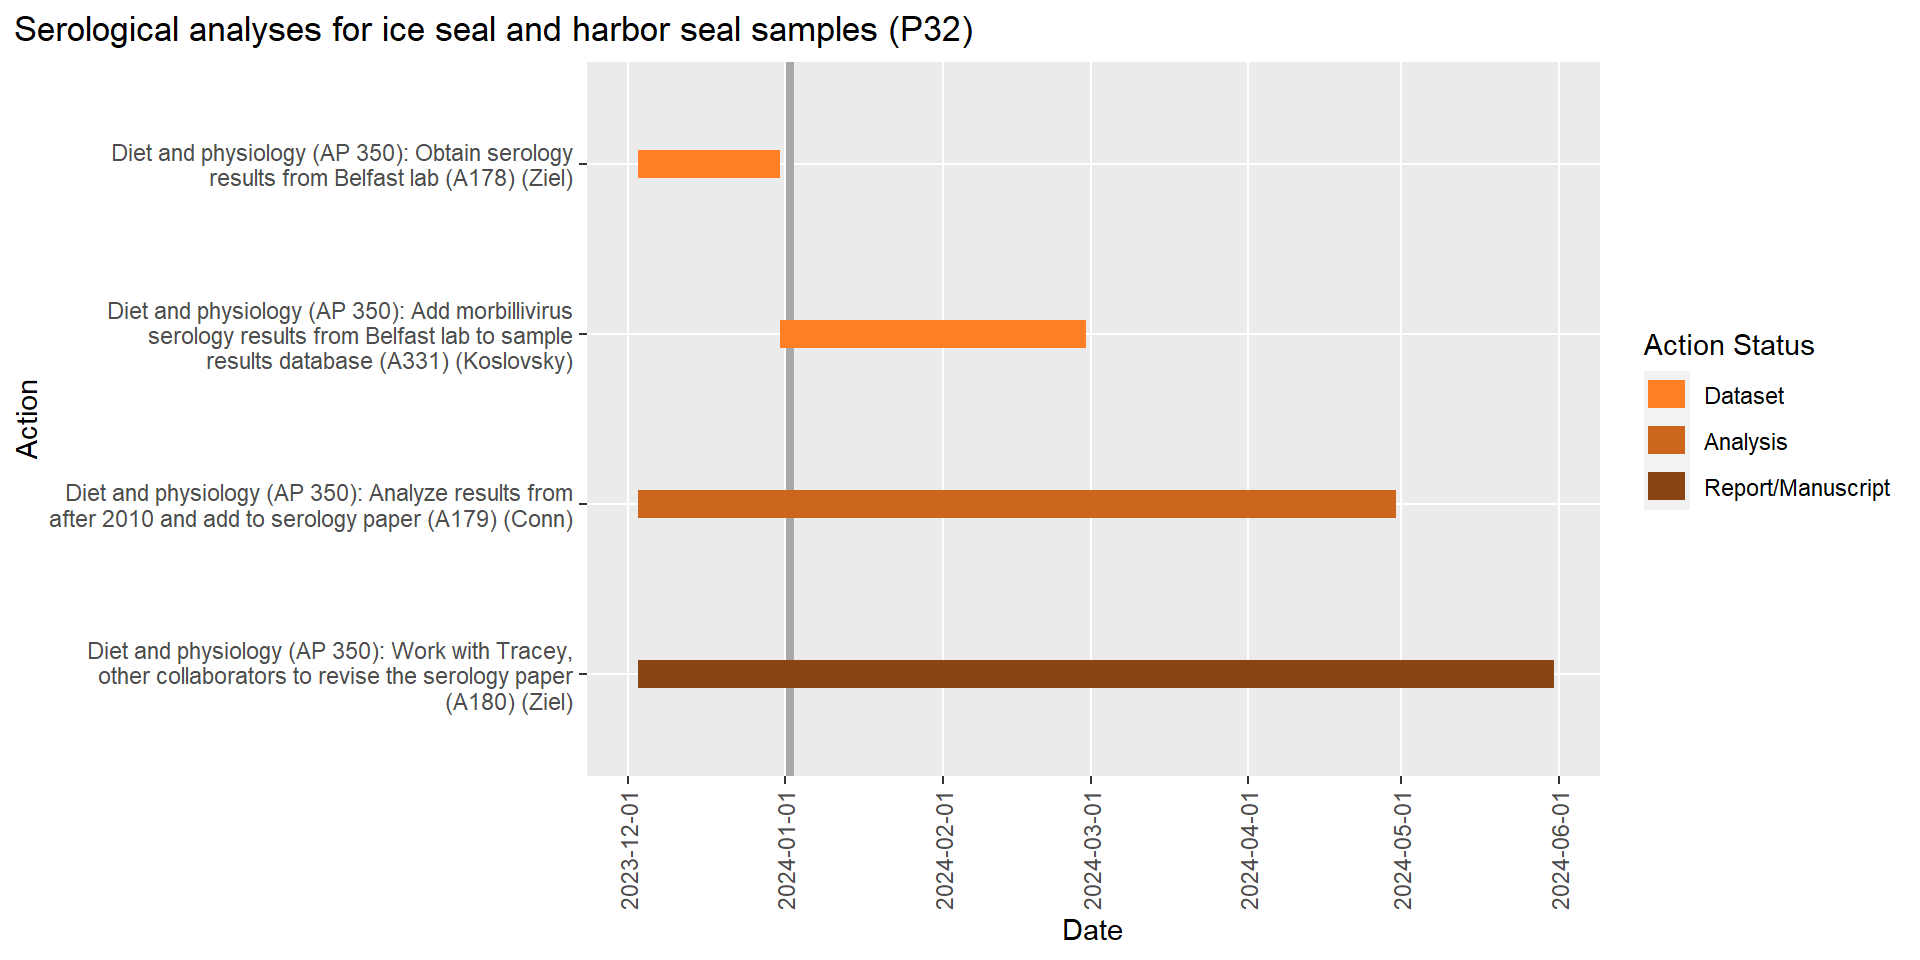 Serological analyses for ice seal and harbor seal samples (P32)
Diet and physiology (AP 350): Obtain serology
results from Belfast lab (A178) (Ziel)
Diet and physiology (AP 350): Add morbillivirus
serology results from Belfast lab to sample
results database (A331) (Koslovsky)
Diet and physiology (AP 350): Analyze results from
after 2010 and add to serology paper (A179) (Conn)
Diet and physiology (AP 350): Work with Tracey,
other collaborators to revise the serology paper
(A180) (Ziel)
Action
2023-12-01
2024-01-01
2024-02-01
2024-03-01
2024-04-01
2024-05-01
2024-06-01
Date
Action Status
Dataset
Analysis
Report/Manuscript